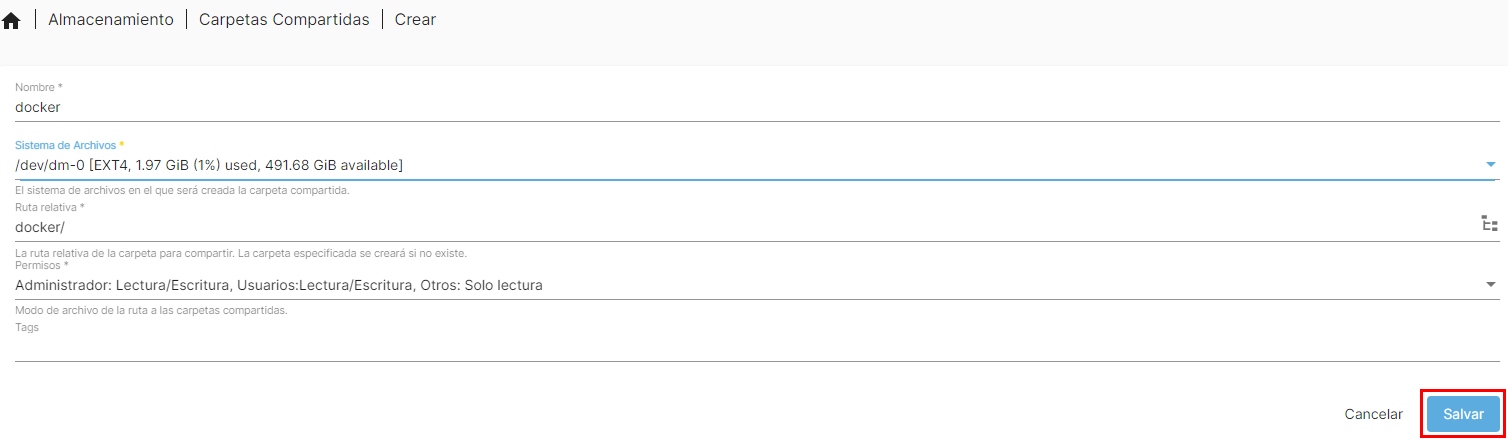 Almacenamiento | Carpetas Compartidas | Crear
Nombre *
docker
Sistema de Archivos *
/dev/dm-0 [EXT4, 1.97 GiB (1%) used, 491.68 GiB available]
El sistema de archivos en el que será creada la carpeta compartida.
Ruta relativa *
docker/
La ruta relativa de la carpeta para compartir. La carpeta especificada se creará si no existe.
Permisos *
Administrador: Lectura/Escritura, Usuarios:Lectura/Escritura, Otros: Solo lectura
Modo de archivo de la ruta a las carpetas compartidas.
Tags
Cancelar Salvar